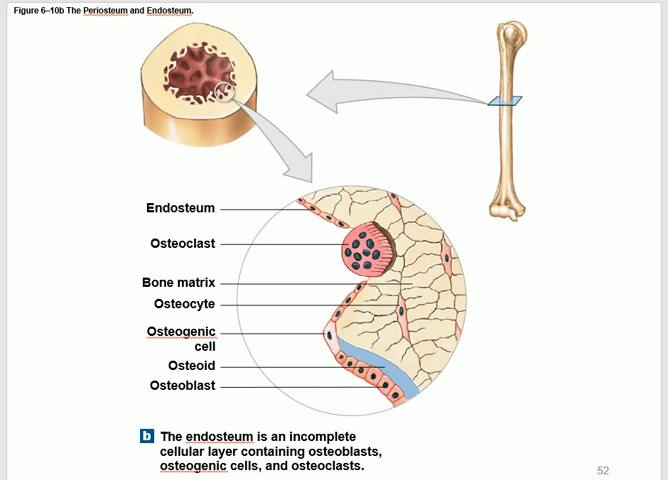 Figure 6–10b The Periosteum and Endosteum.
Endosteum
Osteoclast
Bone matrix
Osteocyte
Osteogenic
cell
Osteoid
Osteoblast
b The endosteum is an incomplete
cellular layer containing osteoblasts,
osteogenic cells, and osteoclasts.
52